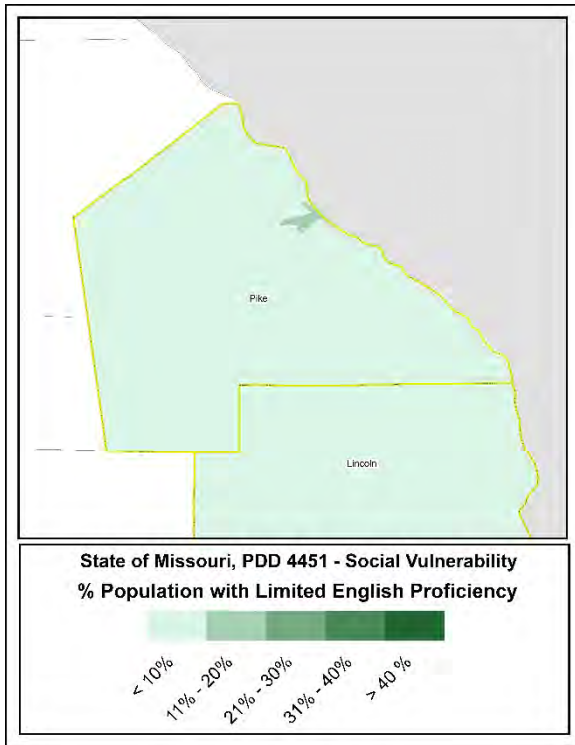 Pike
Lincoln
State of Missouri, PDD 4451 - Social Vulnerability
% Population with Limited English Proficiency
< 10%
11% - 20%
21% - 30%
31% - 40%
> 40 %